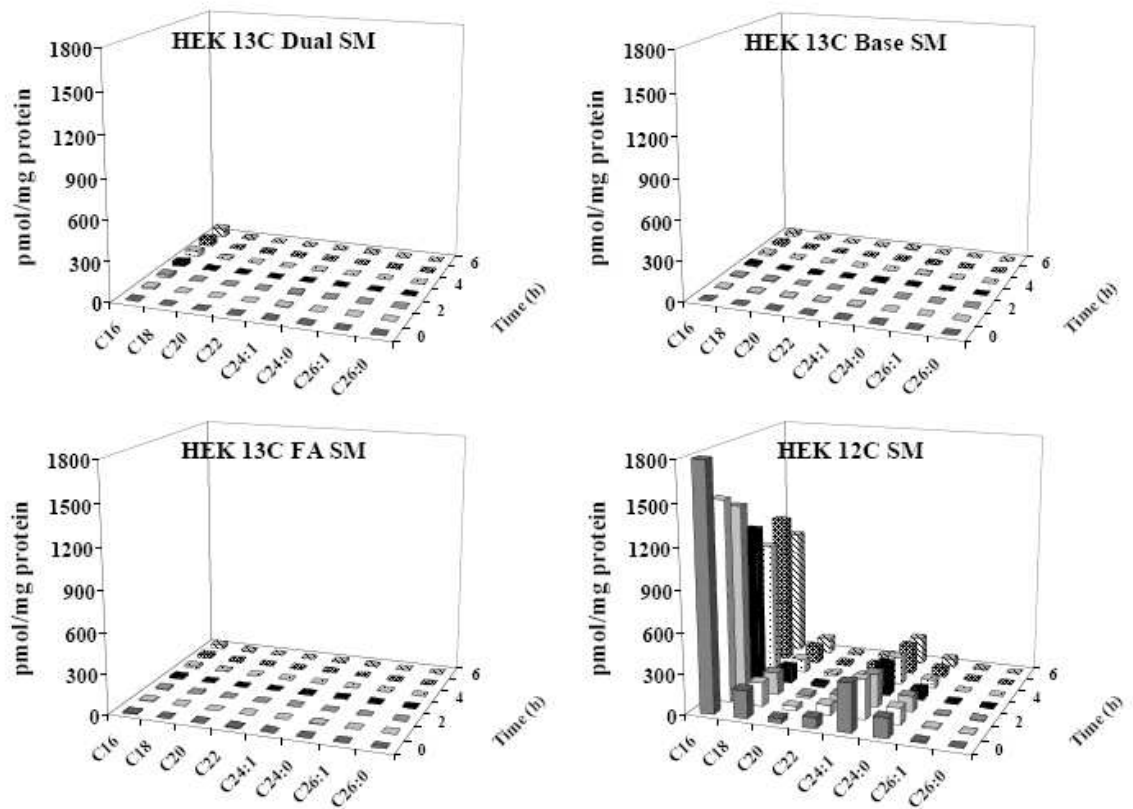 HEK 13C Dual SM
pmol/mg protein
1800
1500
1200
900
600
300
0
C16
C18
C20
C22
C24:1
C24:0
C26:1
C26:0
0
2
4
6
Time (h)
HEK 13C Base SM
pmol/mg protein
1800
1500
1200
900
600
300
0
C16
C18
C20
C22
C24:1
C24:0
C26:1
C26:0
0
2
4
6
Time (h)
HEK 13C FA SM
pmol/mg protein
1800
1500
1200
900
600
300
0
C16
C18
C20
C22
C24:1
C24:0
C26:1
C26:0
0
2
4
6
Time (h)
HEK 12C SM
pmol/mg protein
1800
1500
1200
900
600
300
0
C16
C18
C20
C22
C24:1
C24:0
C26:1
C26:0
0
2
4
6
Time (h)